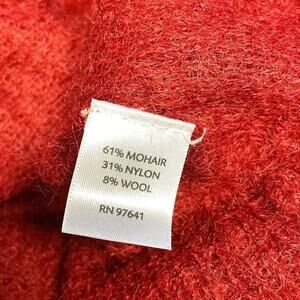 61% MOHAIR
31% NYLON
8% WOOL
RN 97641